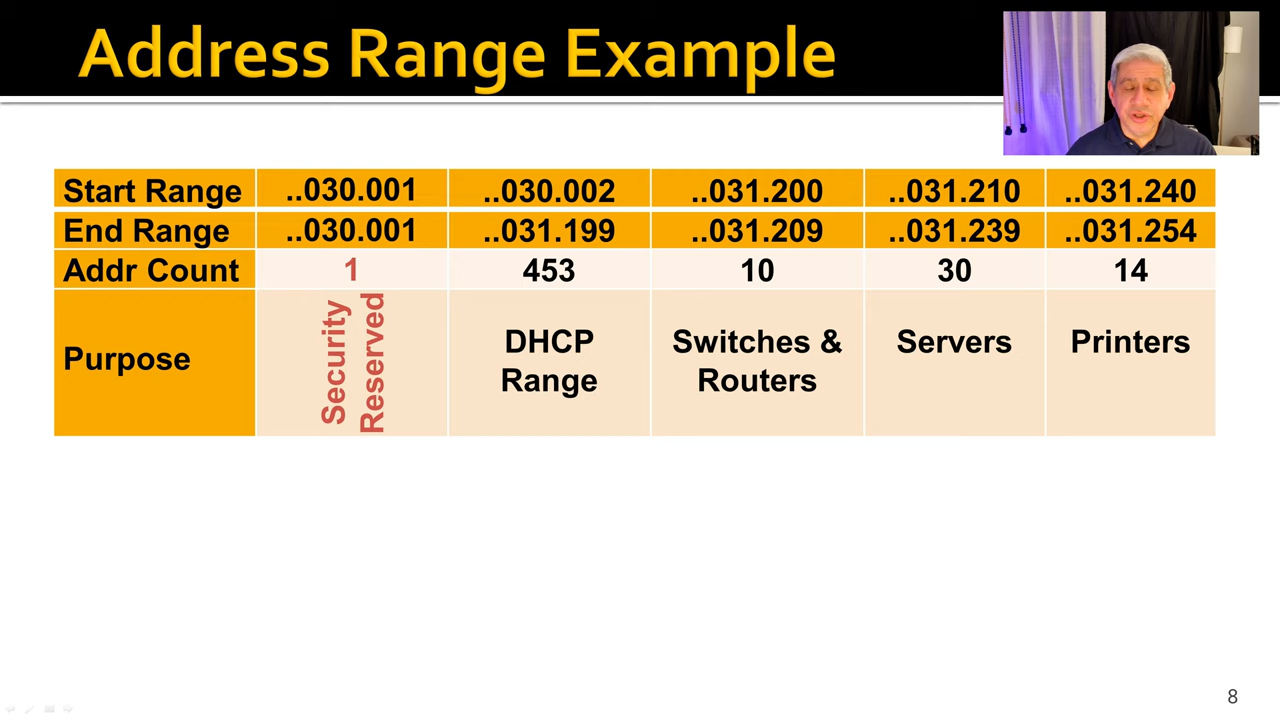 Address Range Example
Start Range ..030.001 ..030.002 ..031.200 ..031.210 ..031.240
End Range ..030.001 ..031.199 ..031.209 ..031.239 ..031.254
Addr Count 1 453 10 30 14
Purpose
Security
Reserved
DHCP
Range
Switches &
Routers
Servers
Printers
8